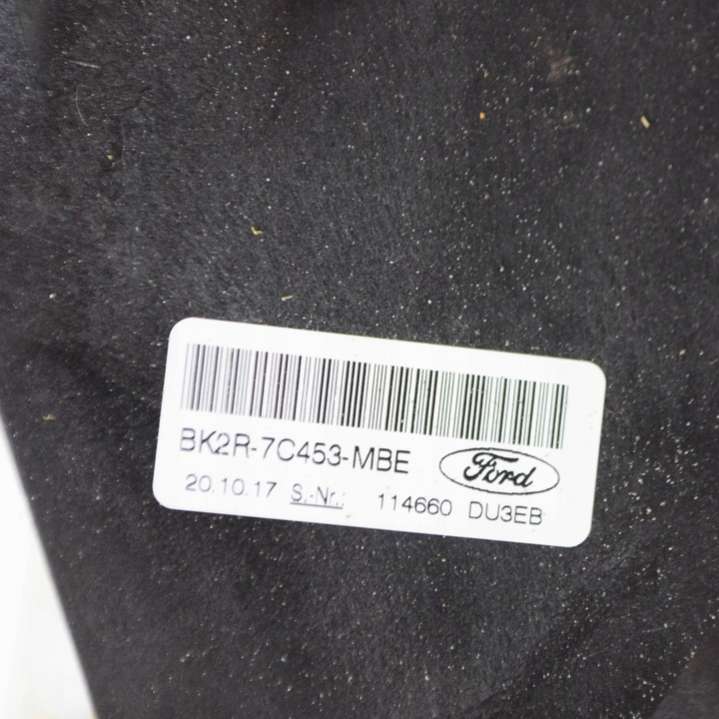 BK2R-7C453-MBE Ford
20.10.17 S.-Nr.: 114660 DU3EB